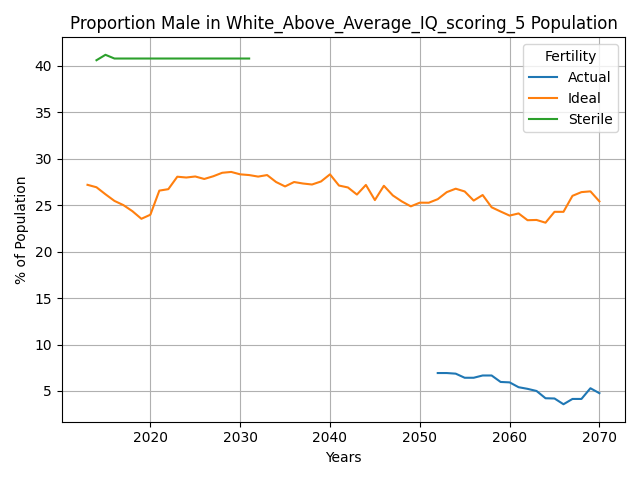 Proportion Male in White_Above_Average_IQ_scoring_5 Population
Fertility
Actual
Ideal
Sterile
% of Population
40
35
30
25
20
15
10
5
2020 2030 2040 2050 2060 2070
Years